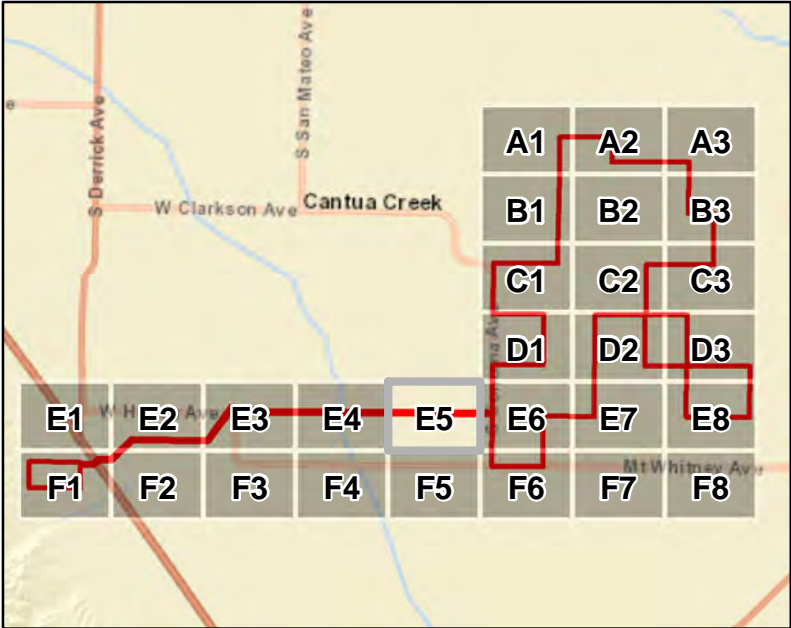 S San Mateo Ave
S Derrick Ave
e
A1 A2 A3
W Clarkson Ave Cantua Creek
B1 B2 B3
C1 C2 C3
D1 D2 D3
E1 W H Ave E2 E3 E4 E5 E6 E7 E8
Mt Whitney Ave
F1 F2 F3 F4 F5 F6 F7 F8